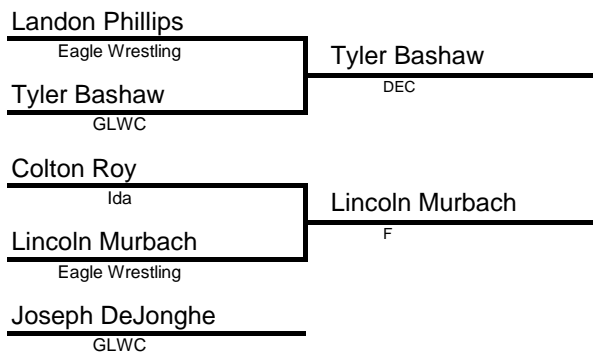 Landon Phillips
Eagle Wrestling
Tyler Bashaw
DEC
Tyler Bashaw
GLWC
Colton Roy
Ida
Lincoln Murbach
F
Lincoln Murbach
Eagle Wrestling
Joseph DeJonghe
GLWC